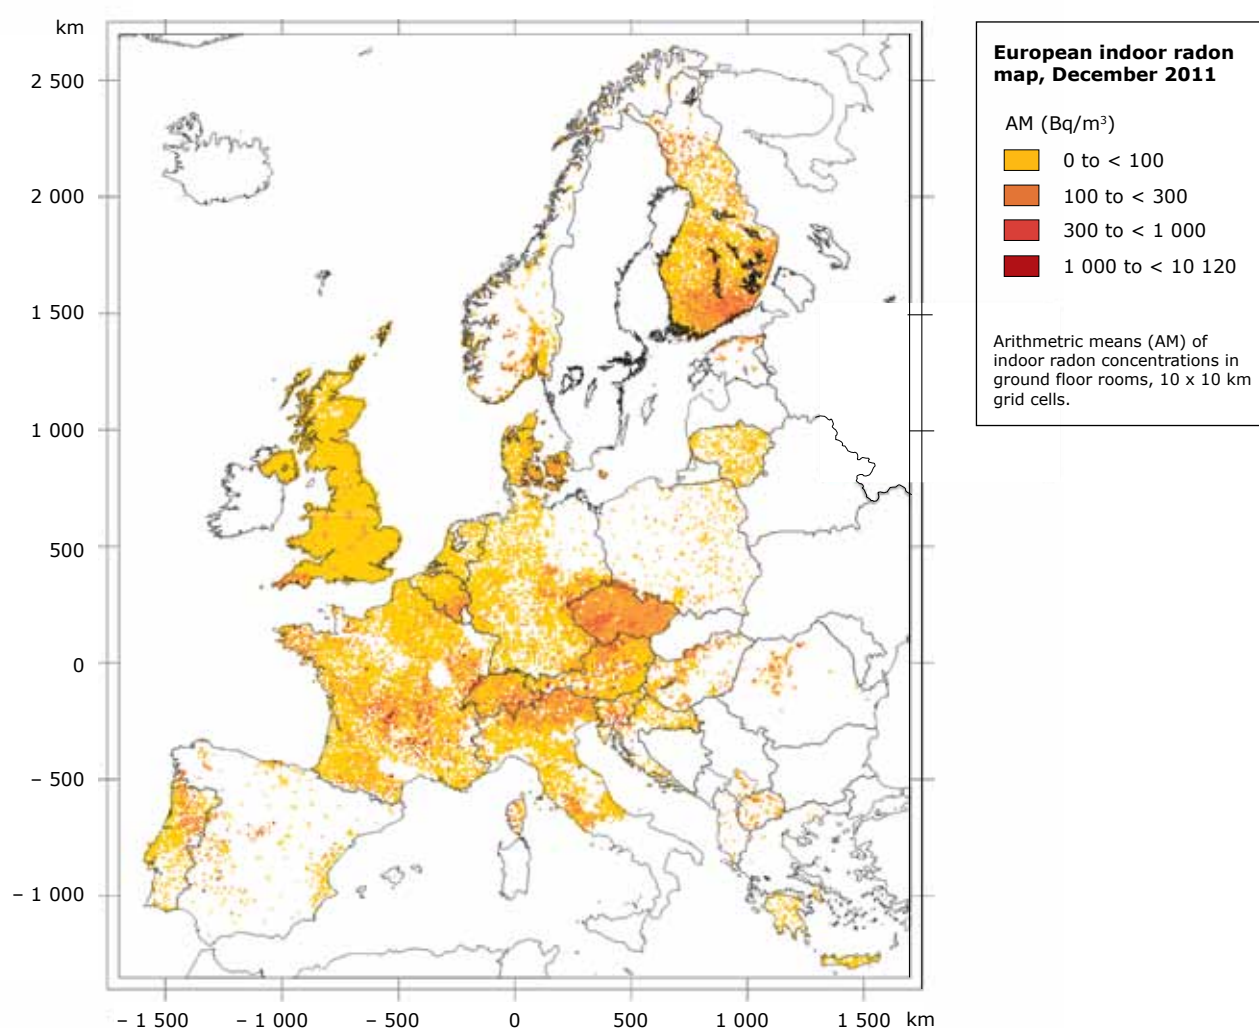 km
2 500
2 000
1 500
1 000
500
0
– 500
– 1 000
– 1 500
– 1 000
– 500
0
500
1 000
1 500
km
European indoor radon
map, December 2011
AM (Bq/m³)
0 to < 100
100 to < 300
300 to < 1 000
1 000 to < 10 120
Arithmetric means (AM) of
indoor radon concentrations in
ground floor rooms, 10 x 10 km
grid cells.